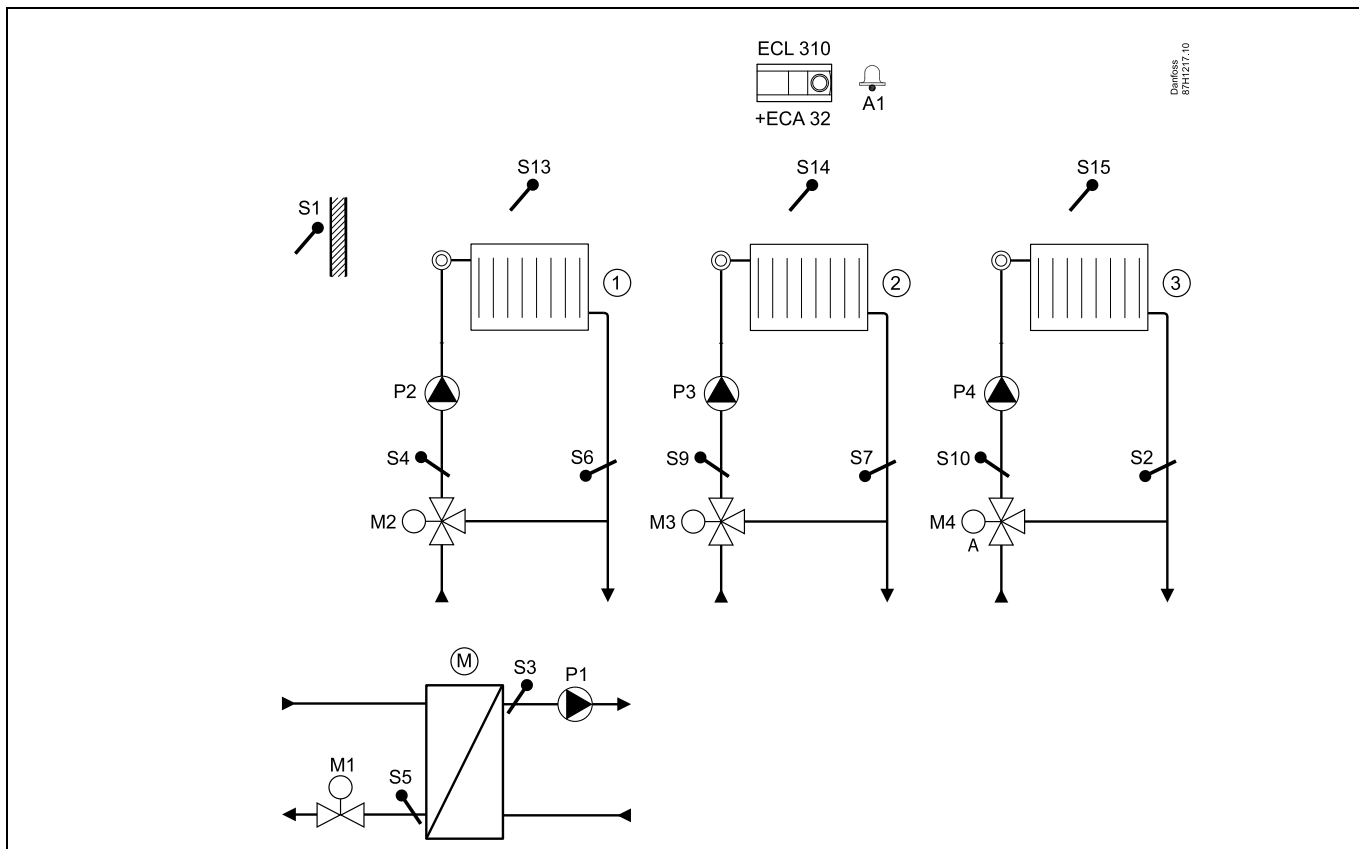 ECL 310
+ECA 32
A1
Danfoss
87H1217.10
S13
S14
S15
S1
1
2
3
P2
P3
P4
S4
S6
S9
S7
S10
S2
M2
M3
M4
A
M
S3
P1
M1
S5